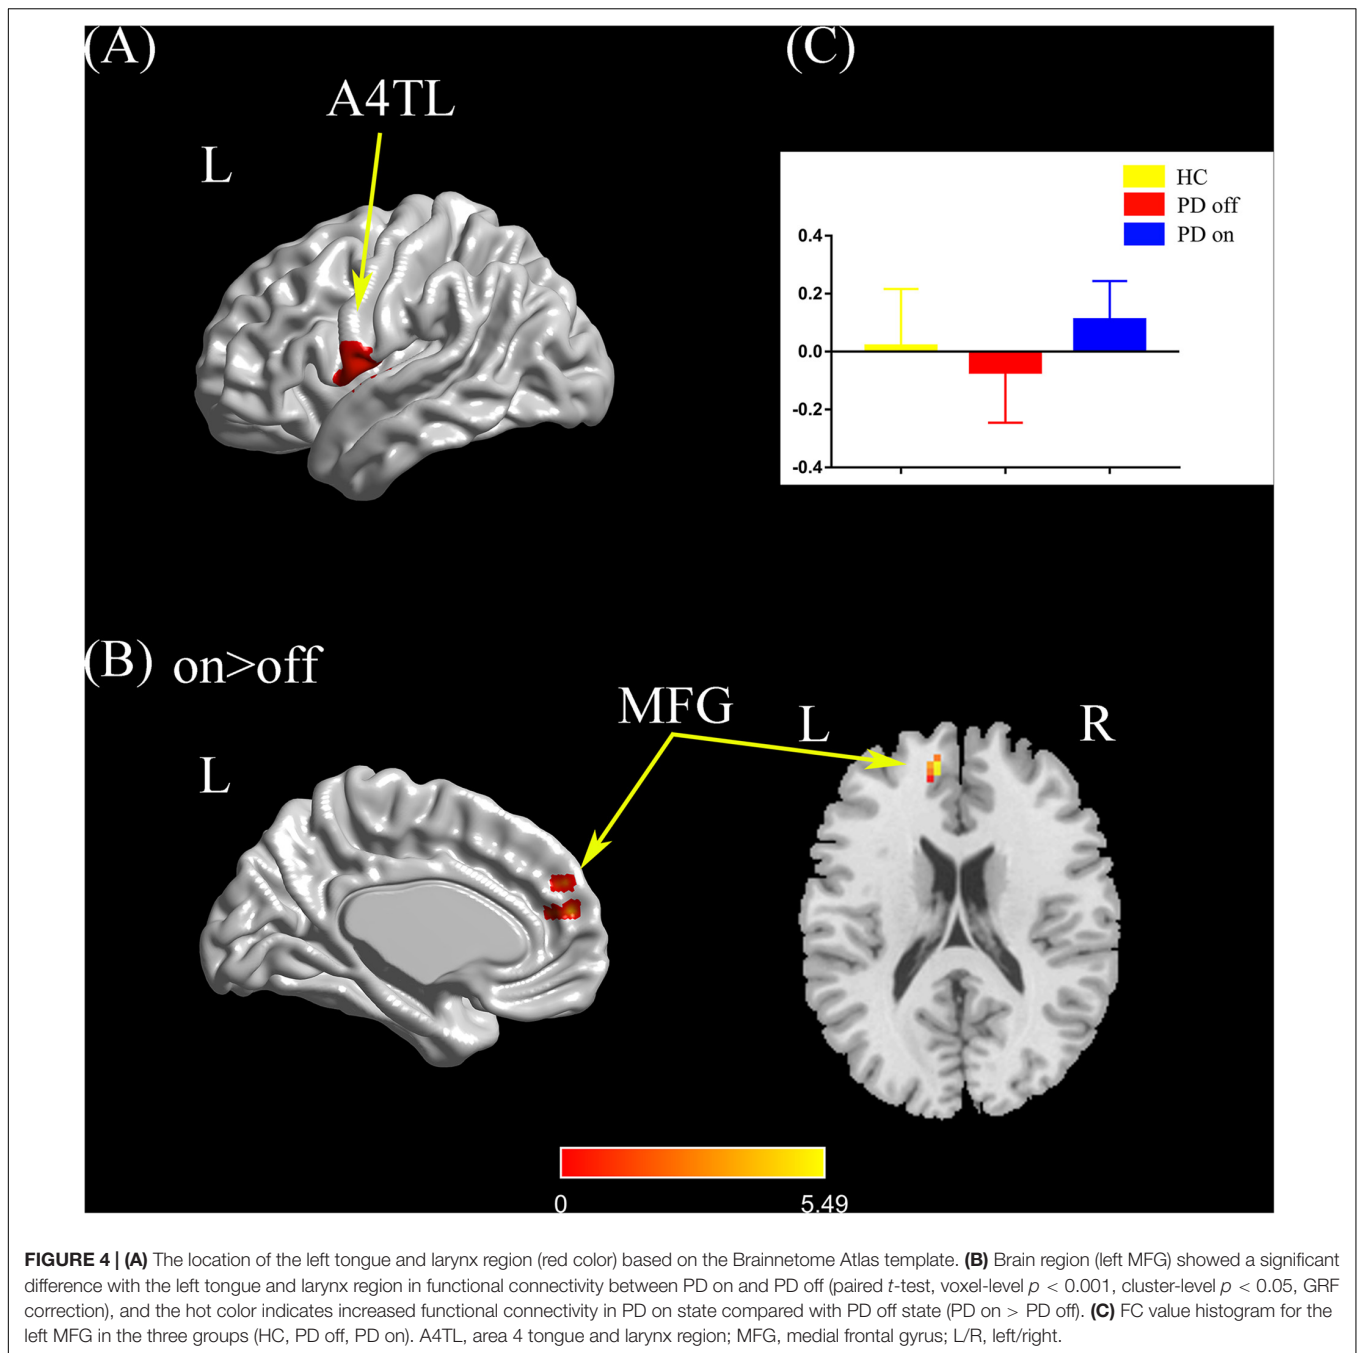 (A)
A4TL
L
(C)
HC
PD off
PD on
0.4
0.2
0.0
-0.2
-0.4
(B) on>off
MFG
L
R
L
0
5.49
FIGURE 4 | (A) The location of the left tongue and larynx region (red color) based on the Brainnetome Atlas template. (B) Brain region (left MFG) showed a significant
difference with the left tongue and larynx region in functional connectivity between PD on and PD off (paired t-test, voxel-level p < 0.001, cluster-level p < 0.05, GRF
correction), and the hot color indicates increased functional connectivity in PD on state compared with PD off state (PD on > PD off). (C) FC value histogram for the
left MFG in the three groups (HC, PD off, PD on). A4TL, area 4 tongue and larynx region; MFG, medial frontal gyrus; L/R, left/right.